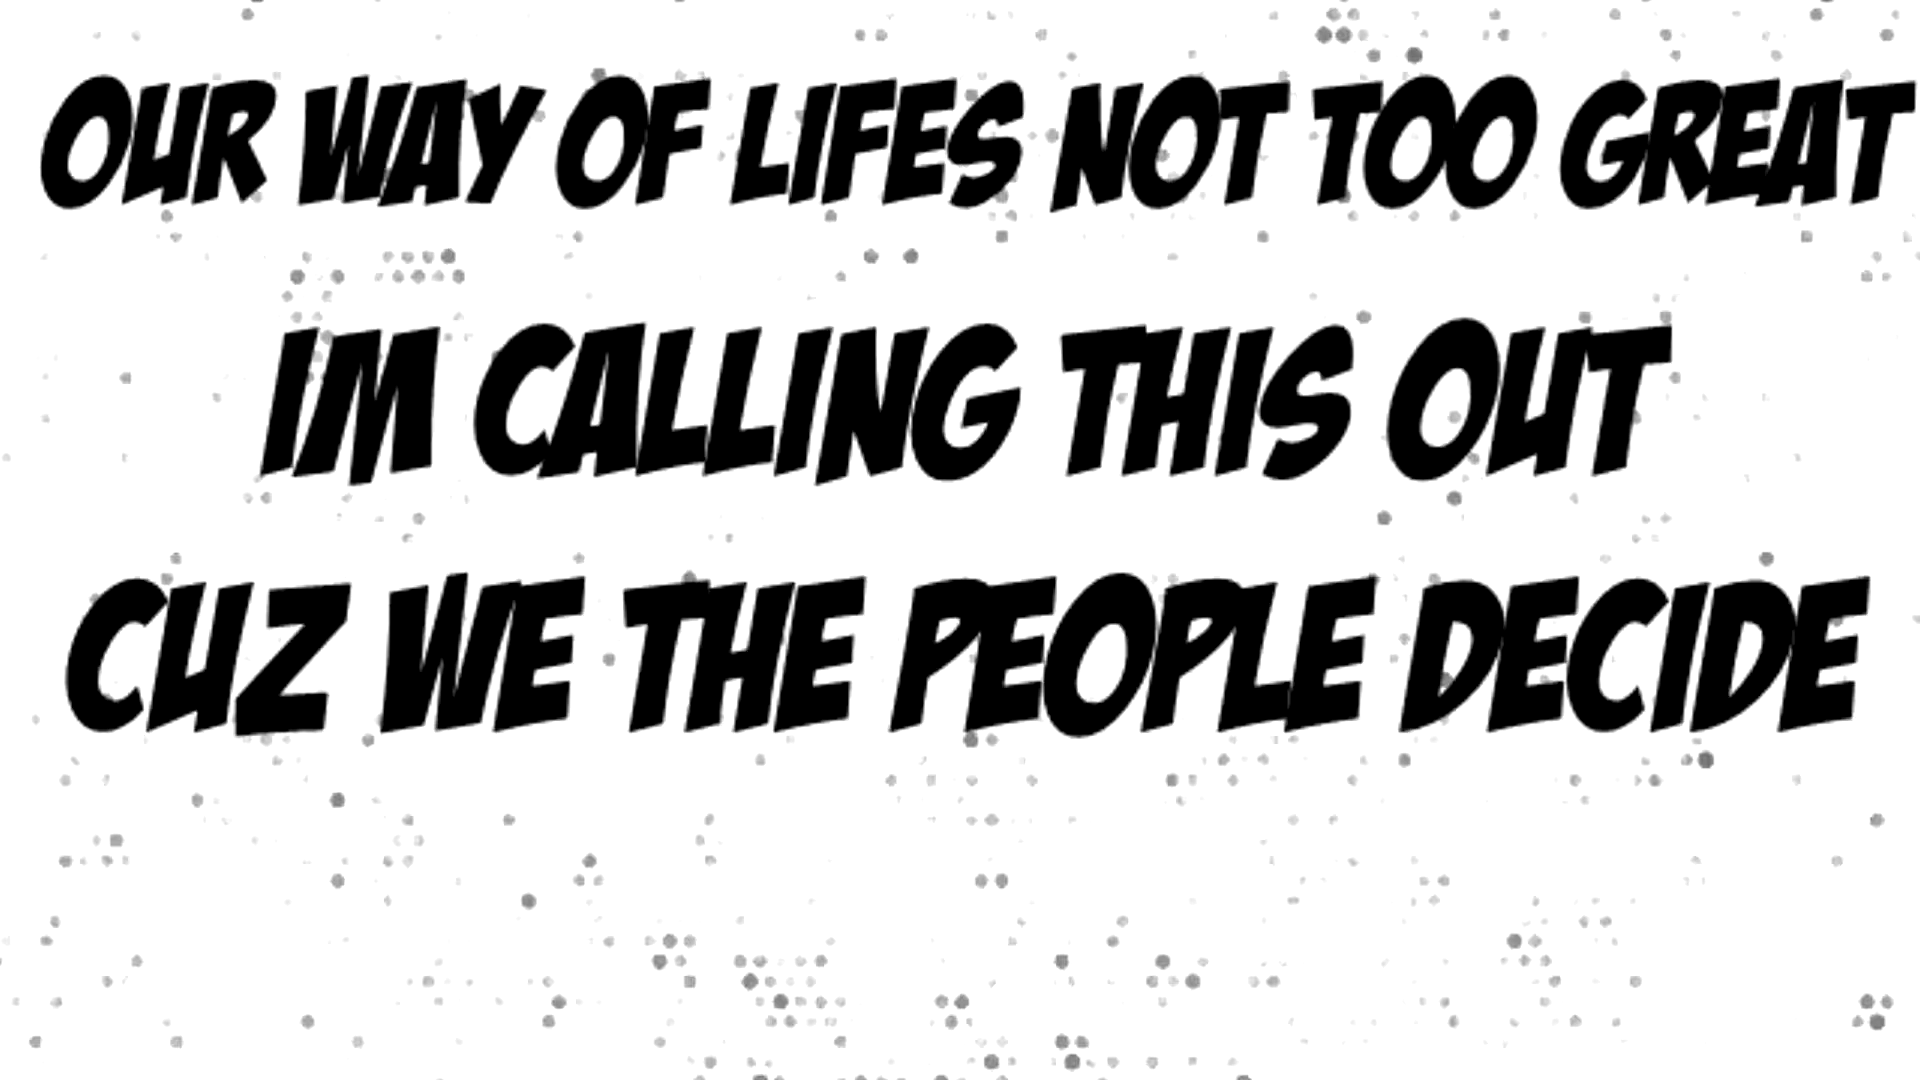 OUR WAY OF LIFES NOT TOO GREAT
IM CALLING THIS OUT
CUZ WE THE PEOPLE DECIDE